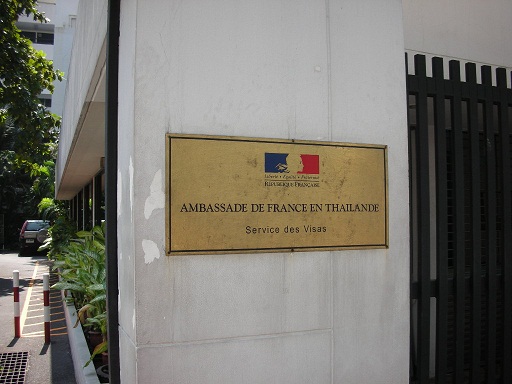 Liberté • Égalité • Fraternité
RÉPUBLIQUE FRANÇAISE
AMBASSADE DE FRANCE EN THAILANDE
Service des Visas